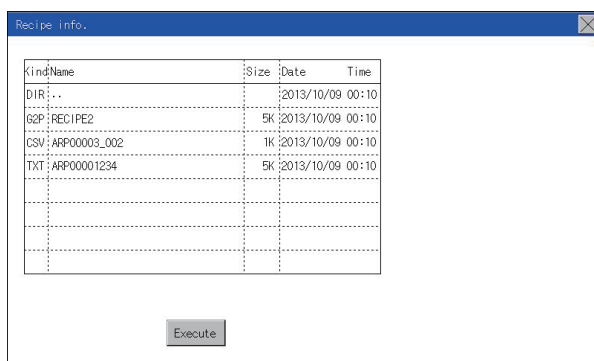 Recipe info.
Kind Name Size Date Time
DIR .. 2013/10/09 00:10
G2P RECIPE2 5K 2013/10/09 00:10
CSV ARP00003_002 1K 2013/10/09 00:10
TXT ARP00001234 5K 2013/10/09 00:10
Execute